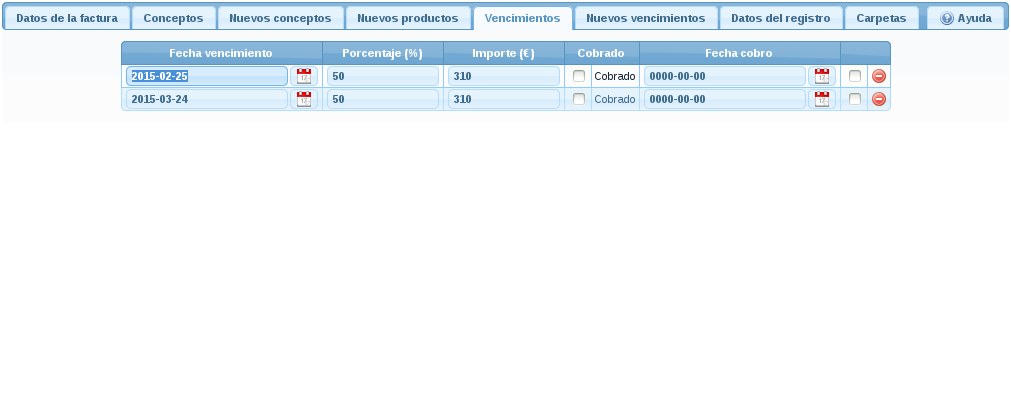 Datos de la factura Conceptos Nuevos conceptos Nuevos productos Vencimientos Nuevos vencimientos Datos del registro Carpetas Ayuda
Fecha vencimiento Porcentaje (%) Importe (€) Cobrado Fecha cobro
2015-02-25 50 310 Cobrado 0000-00-00
2015-03-24 50 310 Cobrado 0000-00-00